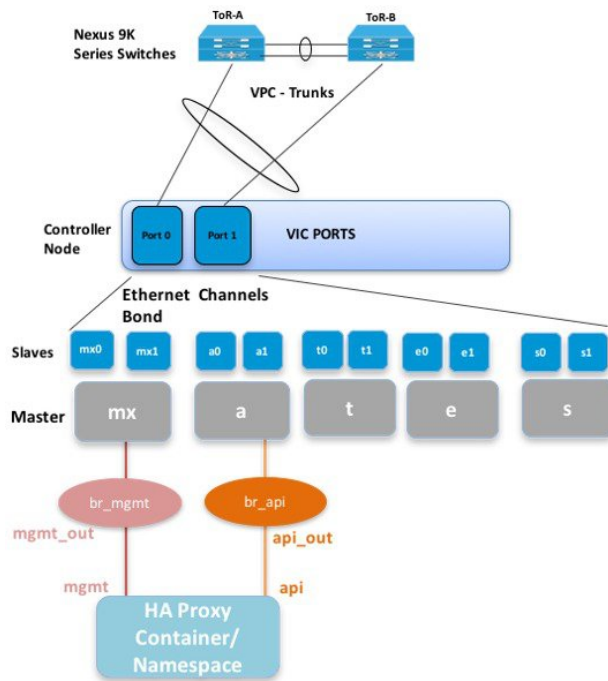 ToR-A
ToR-B
Nexus 9K
Series Switches
VPC - Trunks
Controller
Node
Port 0
Port 1
VIC PORTS
Ethernet Channels
Bond
Slaves
mx0
mx1
a0
a1
t0
t1
e0
e1
s0
s1
Master
mx
a
t
e
s
br_mgmt
br_api
mgmt_out
api_out
mgmt
api
HA Proxy
Container/
Namespace